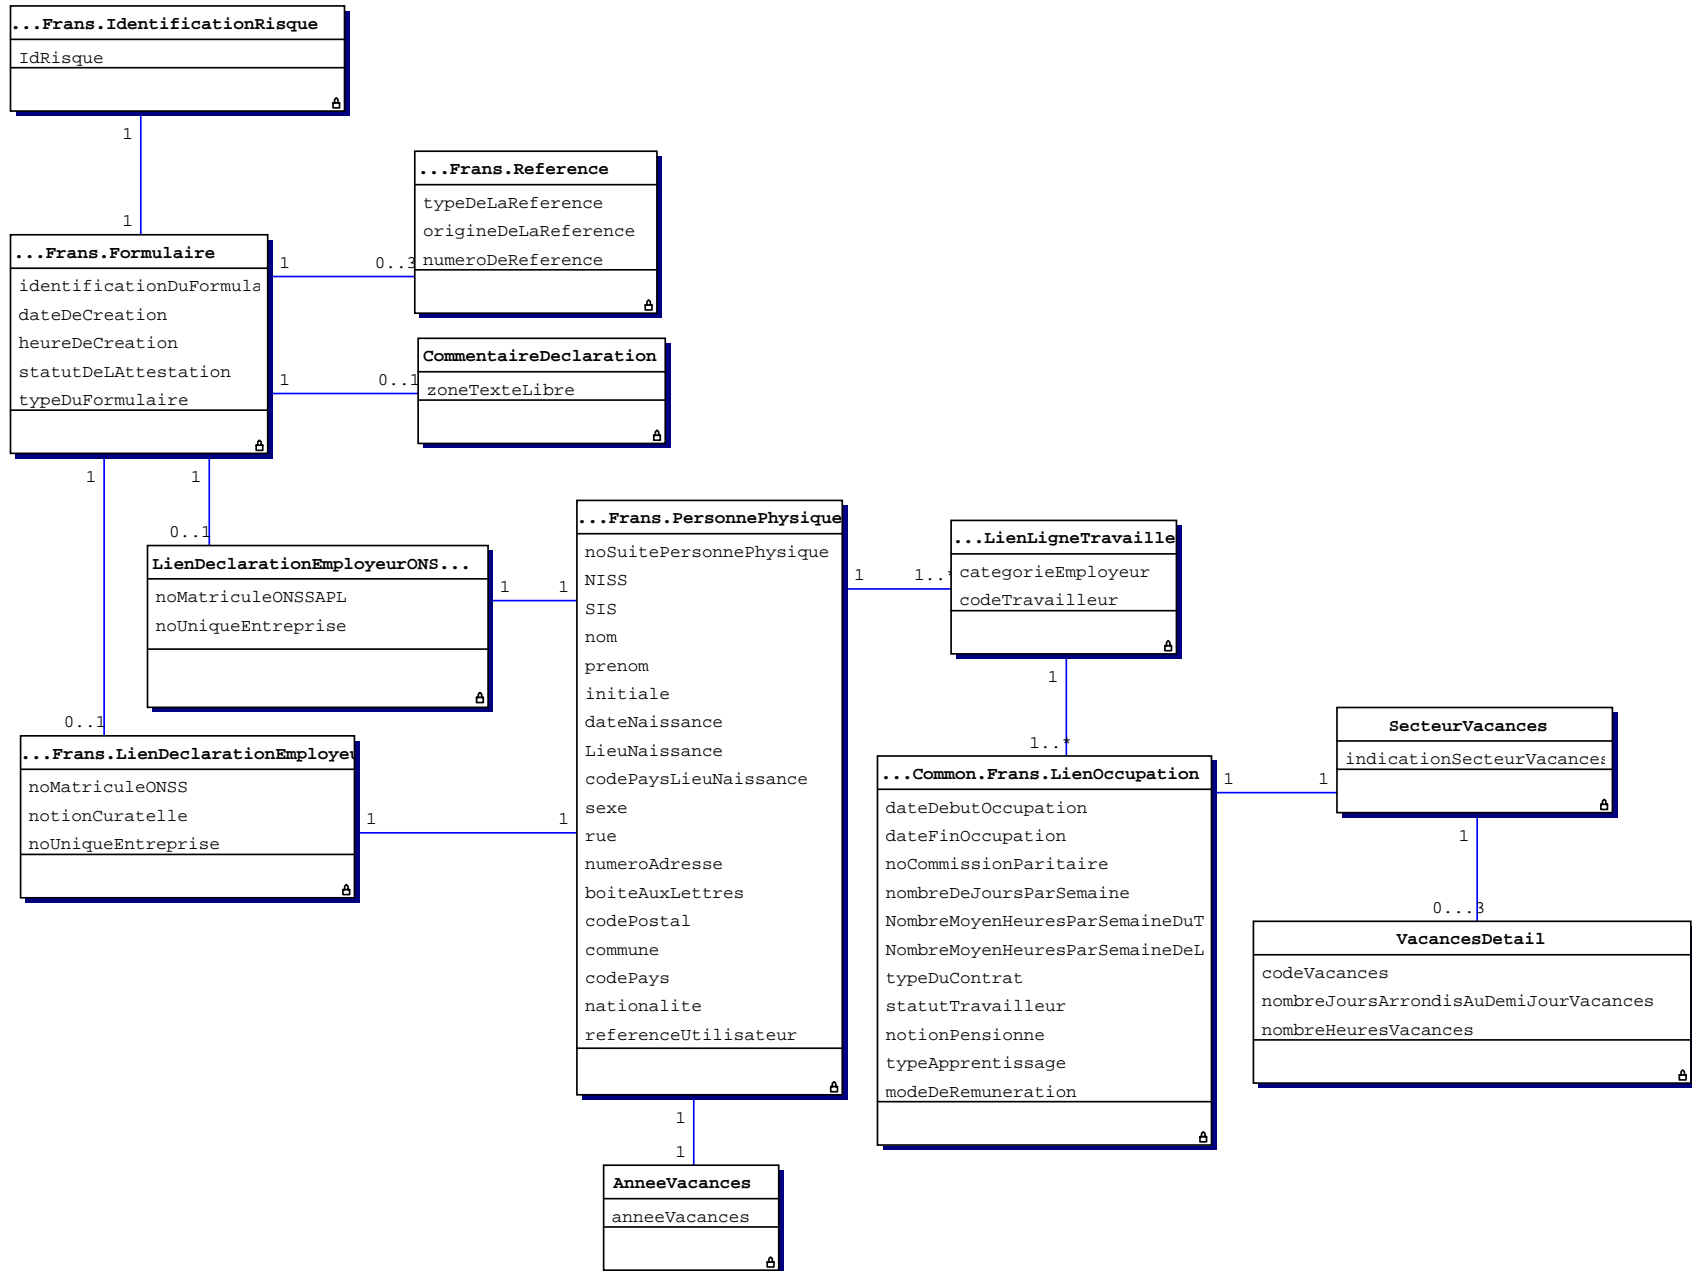 ...Frans.IdentificationRisque
IdRisque
1
1
...Frans.Reference
typeDeLaReference
origineDeLaReference
numeroDeReference
...Frans.Formulaire
identificationDuFormula
dateDeCreation
heureDeCreation
statutDeLAttestation
typeDuFormulaire
1
0..3
1
0..1
CommentaireDeclaration
zoneTexteLibre
1
1
0..1
0..1
LienDeclarationEmployeurONS...
noMatriculeONSSAPL
noUniqueEntreprise
1
1
...Frans.LienDeclarationEmployeu
noMatriculeONSS
notionCuratelle
noUniqueEntreprise
1
1
...Frans.PersonnePhysique
noSuitePersonnePhysique
NISS
SIS
nom
prenom
initiale
dateNaissance
LieuNaissance
codePaysLieuNaissance
sexe
rue
numeroAdresse
boiteAuxLettres
codePostal
commune
codePays
nationalite
referenceUtilisateur
1
1..*
...LienLigneTravaille
categorieEmployeur
codeTravailleur
1
1..*
...Common.Frans.LienOccupation
dateDebutOccupation
dateFinOccupation
noCommissionParitaire
nombreDeJoursParSemaine
NombreMoyenHeuresParSemaineDuT
NombreMoyenHeuresParSemaineDeL
typeDuContrat
statutTravailleur
notionPensionne
typeApprentissage
modeDeRemuneration
1
1
SecteurVacances
indicationSecteurVacances
1
0...3
VacancesDetail
codeVacances
nombreJoursArrondisAuDemiJourVacances
nombreHeuresVacances
1
1
AnneeVacances
anneeVacances